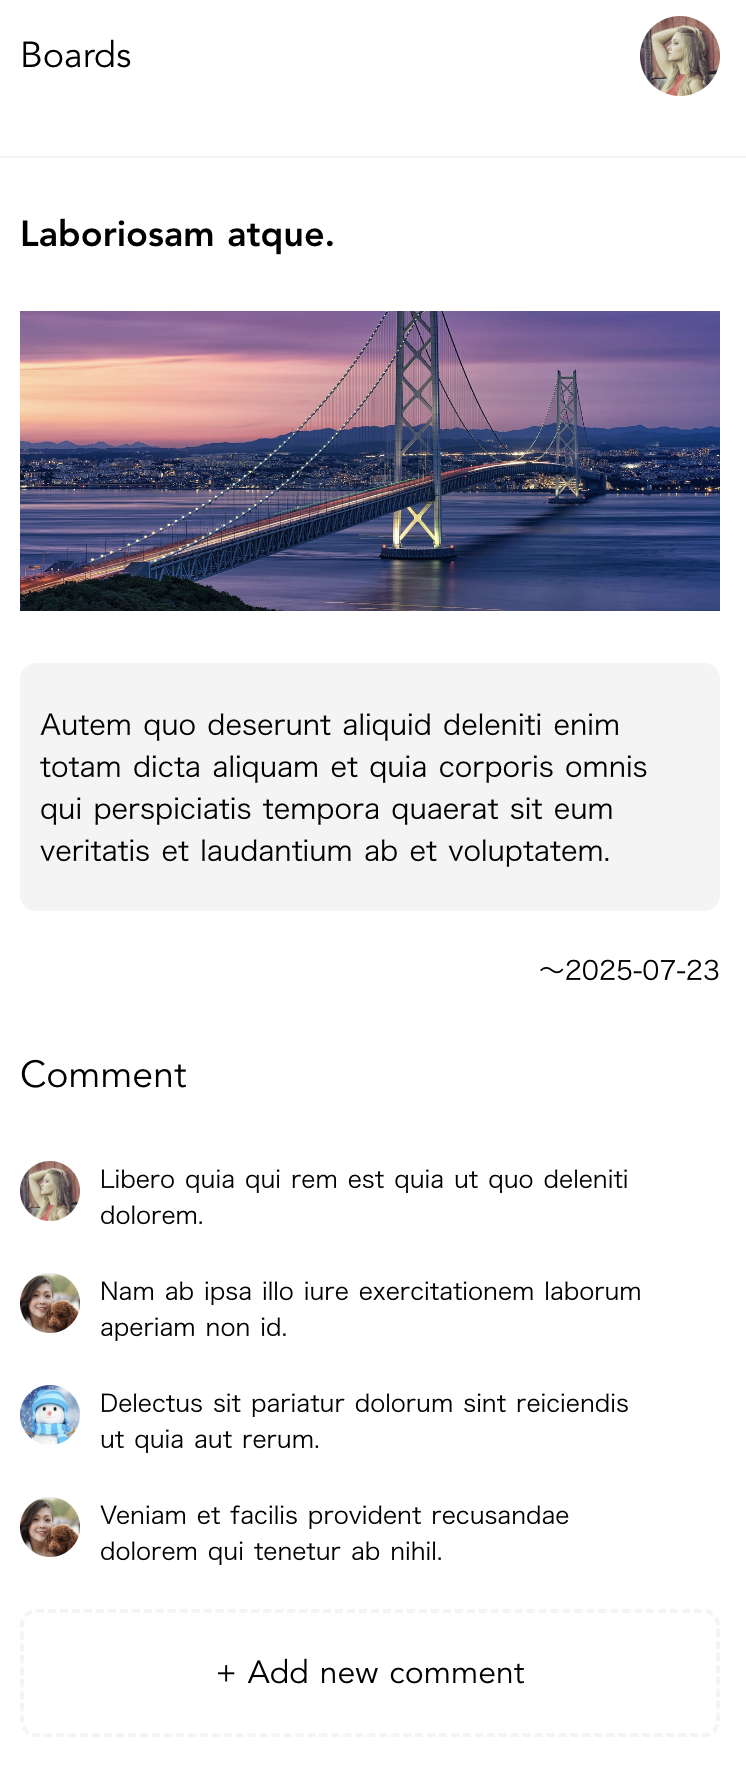 Boards
Laboriosam atque.
Autem quo deserunt aliquid deleniti enim
totam dicta aliquam et quia corporis omnis
qui perspiciatis tempora quaerat sit eum
veritatis et laudantium ab et voluptatem.
〜2025-07-23
Comment
Libero quia qui rem est quia ut quo deleniti
dolorem.
Nam ab ipsa illo iure exercitationem laborum
aperiam non id.
Delectus sit pariatur dolorum sint reiciendis
ut quia aut rerum.
Veniam et facilis provident recusandae
dolorem qui tenetur ab nihil.
+ Add new comment